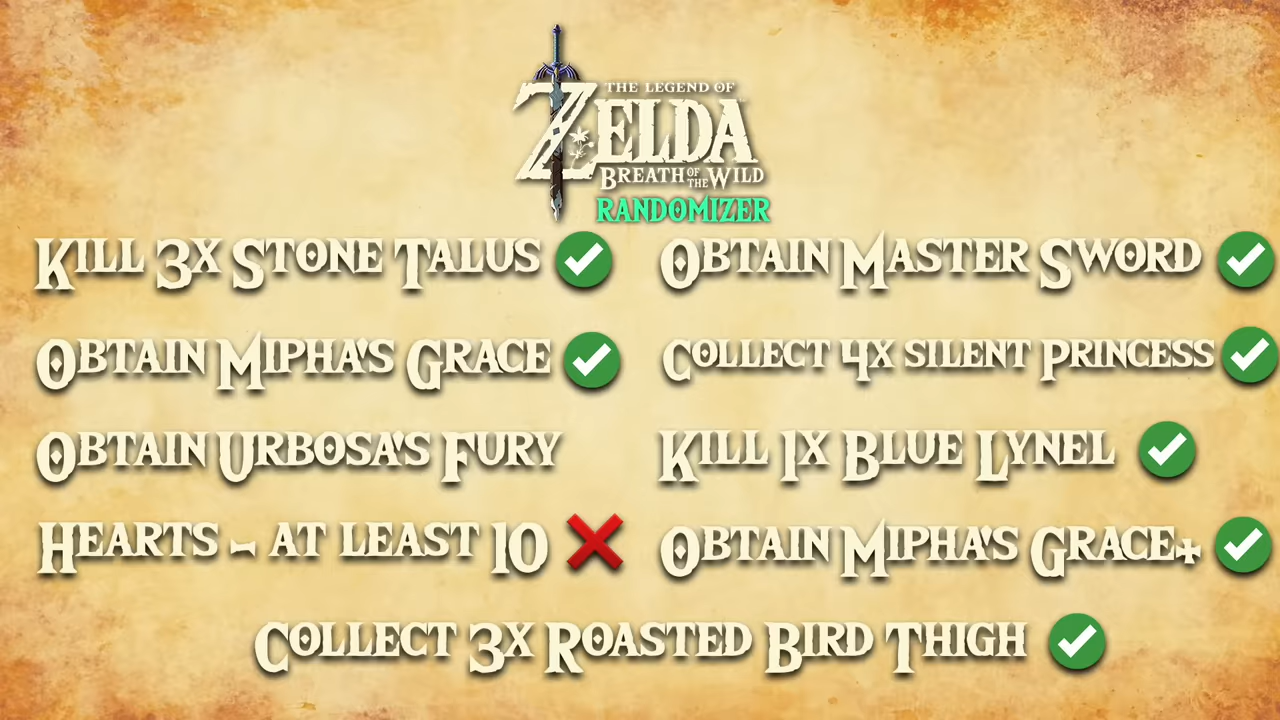 THE LEGEND OF
ZELDA
BREATH OF THE WILD
RANDOMIZER
KILL 3X STONE TALUS
OBTAIN MASTER SWORD
OBTAIN MIPHA'S GRACE
COLLECT 4X SILENT PRINCESS
OBTAIN URBOSA'S FURY
KILL 1X BLUE LYNEL
HEARTS - AT LEAST 10
OBTAIN MIPHA'S GRACE+
COLLECT 3X ROASTED BIRD THIGH